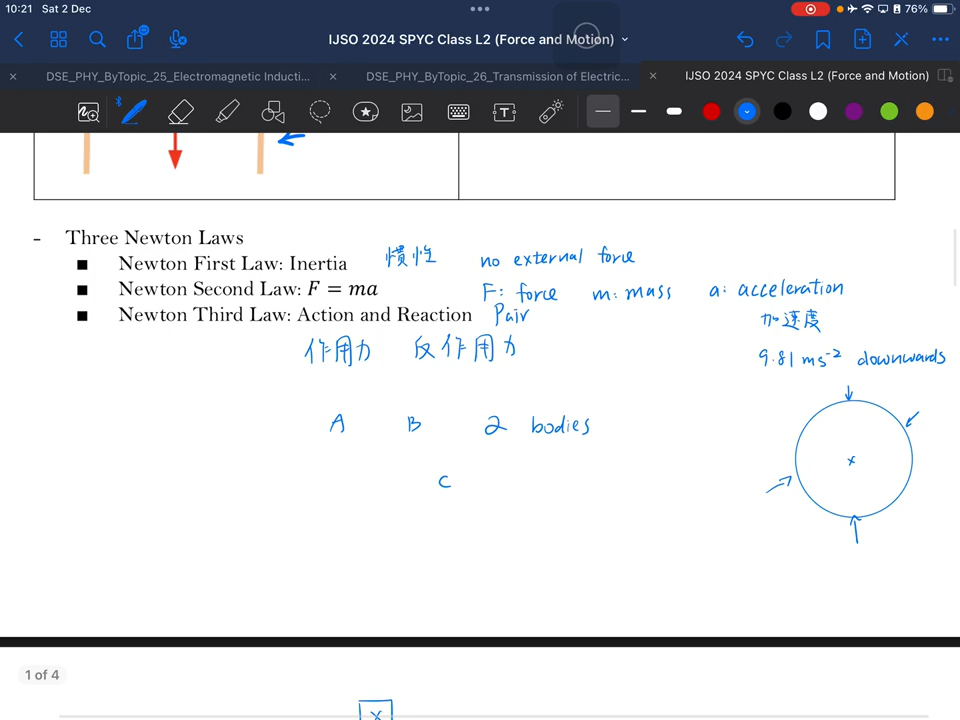 10:21 Sat 2 Dec
76%
IJSO 2024 SPYC Class L2 (Force and Motion)
DSE_PHY_ByTopic_25_Electromagnetic Inducti...
DSE_PHY_ByTopic_26_Transmission of Electric...
IJSO 2024 SPYC Class L2 (Force and Motion)
- Three Newton Laws
■ Newton First Law: Inertia 慣性 no external force
■ Newton Second Law: F = ma F: force m: mass a: acceleration
■ Newton Third Law: Action and Reaction Pair 加速度
作用力 反作用力
9.81 ms⁻² downwards
A B 2 bodies
C
x
1 of 4
x